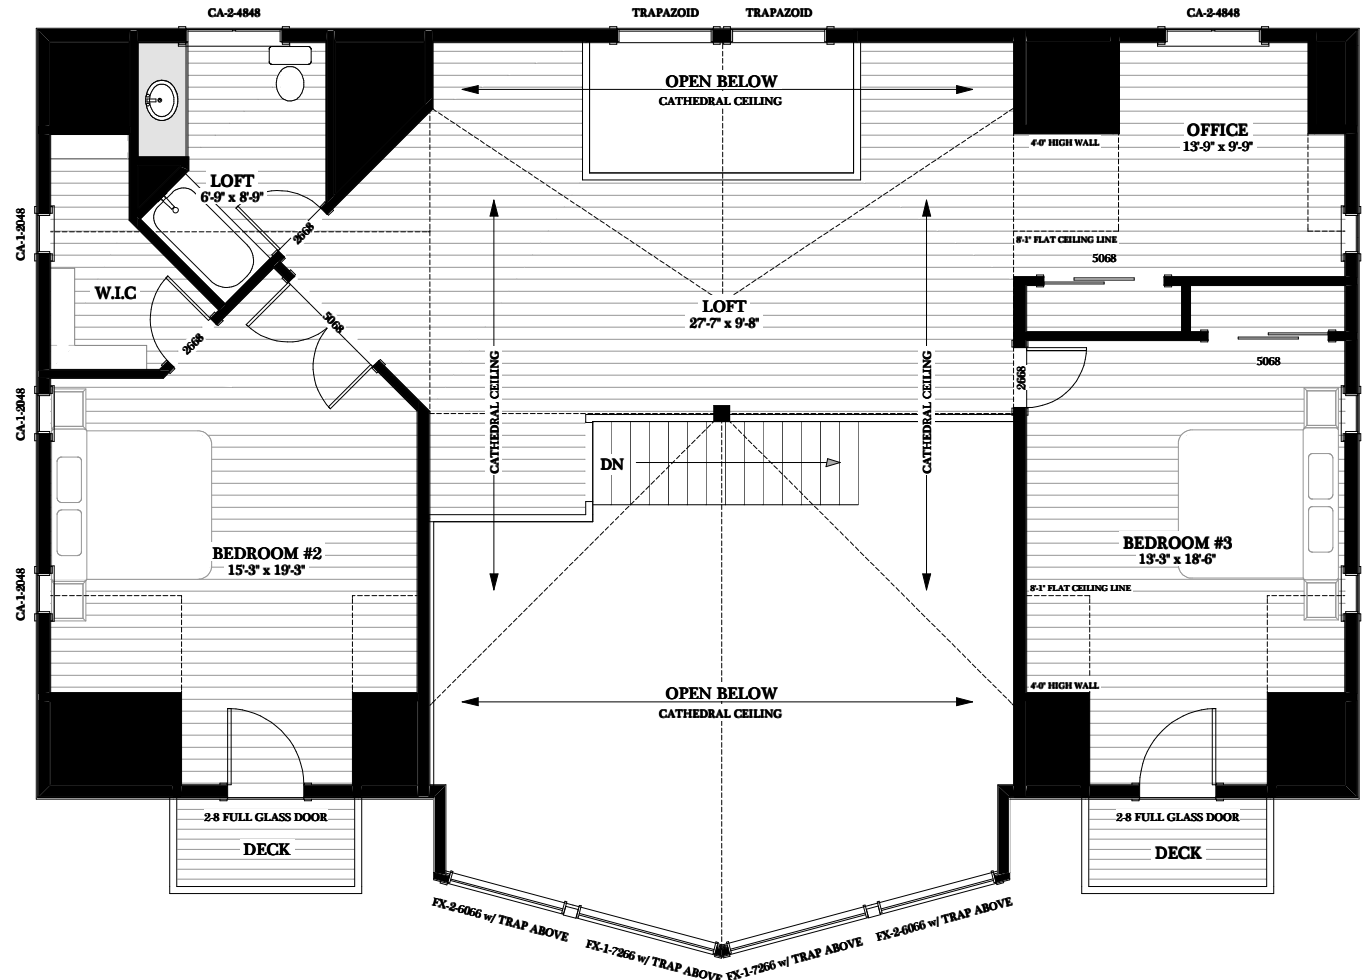 CA-2-4848
TRAPAZOID
TRAPAZOID
CA-2-4848
OPEN BELOW
CATHEDRAL CEILING
OFFICE
13'-9" x 9'-9"
4'-0" HIGH WALL
LOFT
6'-9" x 8'-9"
2668
CA-1-2048
8'-1" FLAT CEILING LINE
5068
W.I.C
2668
5068
LOFT
27'-7" x 9'-8"
CATHEDRAL CEILING
CATHEDRAL CEILING
2668
5068
CA-1-2048
DN
BEDROOM #2
15'-3" x 19'-3"
BEDROOM #3
13'-3" x 18'-6"
CA-1-2048
8'-1" FLAT CEILING LINE
4'-0" HIGH WALL
OPEN BELOW
CATHEDRAL CEILING
2-8 FULL GLASS DOOR
DECK
2-8 FULL GLASS DOOR
DECK
FX-2-6066 w/ TRAP ABOVE
FX-1-7266 w/ TRAP ABOVE
FX-1-7266 w/ TRAP ABOVE
FX-2-6066 w/ TRAP ABOVE